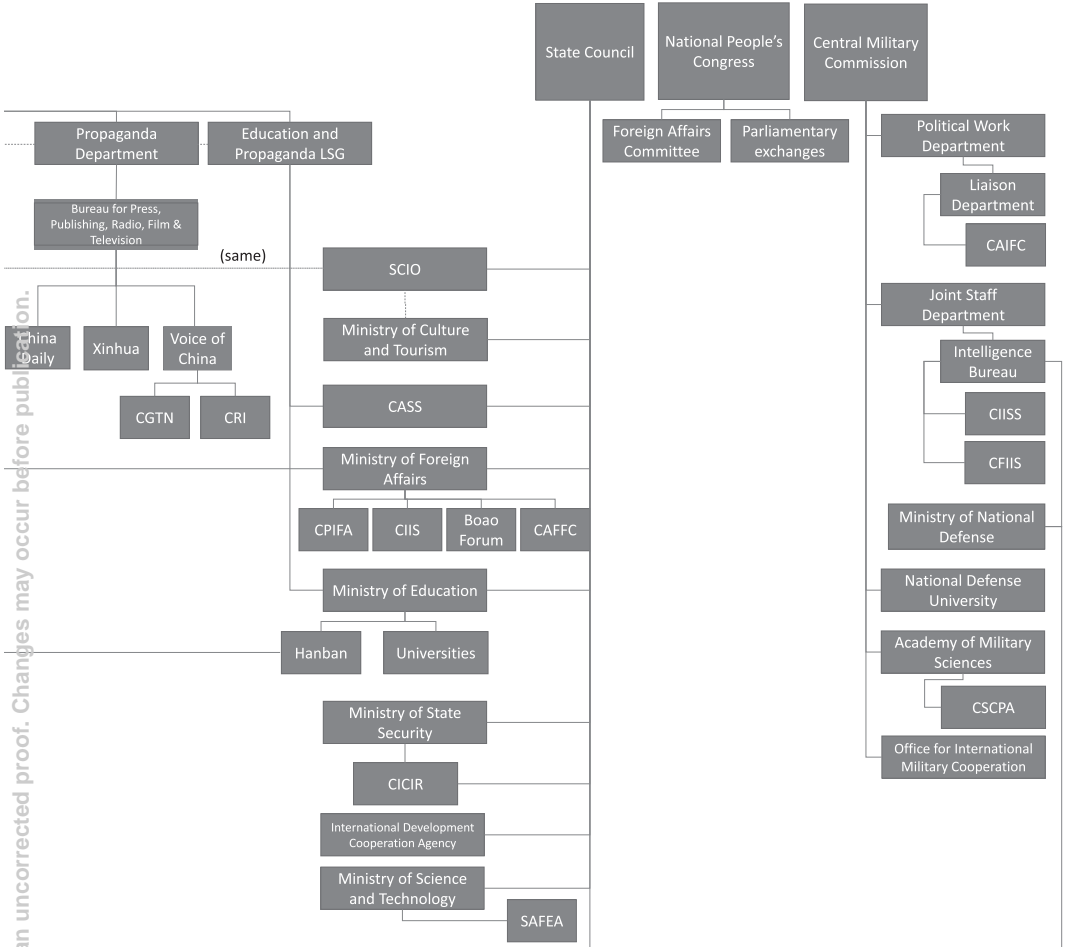 State Council
National People’s
Congress
Central Military
Commission
Foreign Affairs
Committee
Parliamentary
exchanges
Propaganda
Department
Education and
Propaganda LSG
Bureau for Press,
Publishing, Radio, Film &
Television
(same)
China
Daily
Xinhua
Voice of
China
CGTN
CRI
SCIO
Ministry of Culture
and Tourism
CASS
Ministry of Foreign
Affairs
CPIFA
CIIS
Boao
Forum
CAFFC
Ministry of Education
Hanban
Universities
Ministry of State
Security
CICIR
International Development
Cooperation Agency
Ministry of Science
and Technology
SAFEA
Political Work
Department
Liaison
Department
CAIFC
Joint Staff
Department
Intelligence
Bureau
CIISS
CFIIS
Ministry of National
Defense
National Defense
University
Academy of Military
Sciences
CSCPA
Office for International
Military Cooperation
an uncorrected proof. Changes may occur before publication.